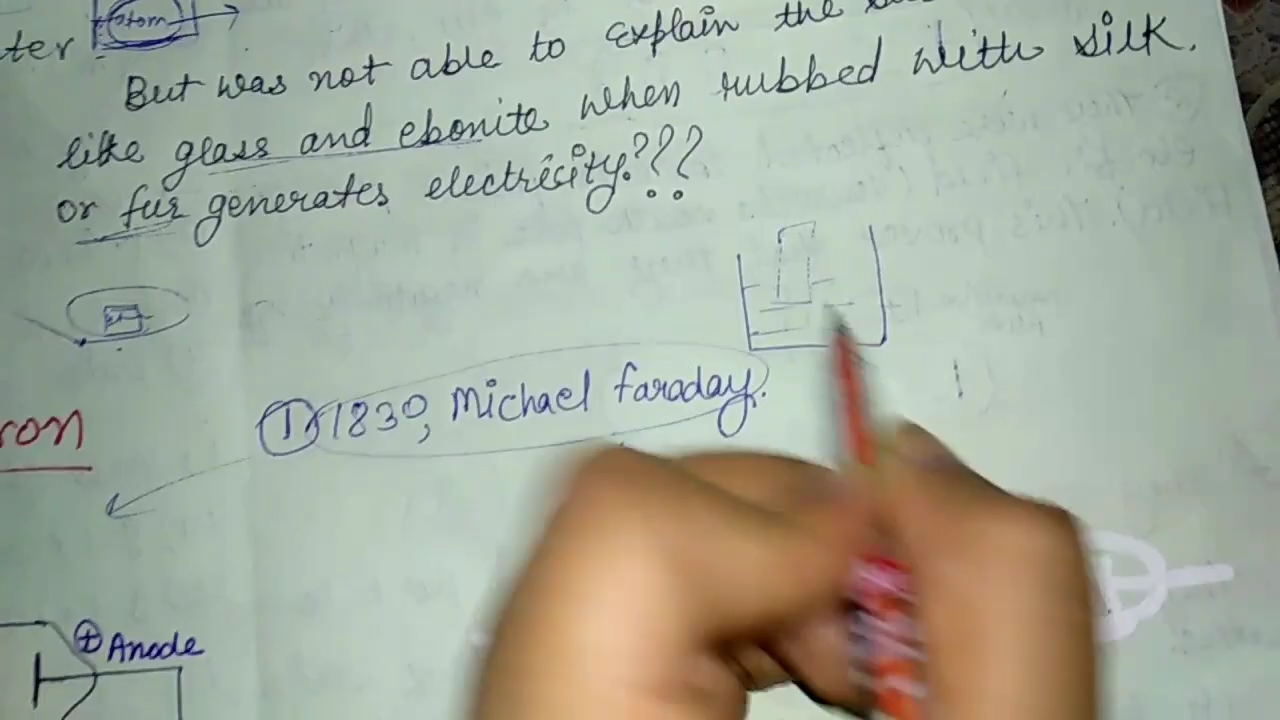 ter atom
But was not able to explain the
like glass and ebonite when rubbed with silk.
or fur generates electricity.???
ron
① 1830, Michael faraday.
⊕ Anode